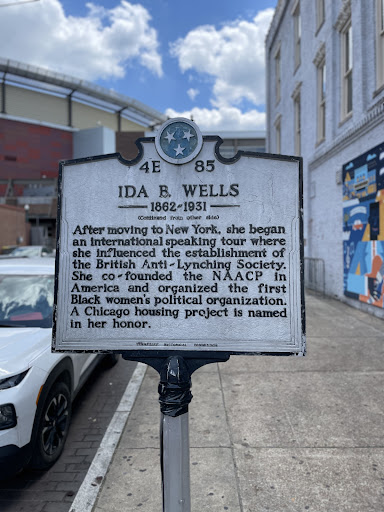 4E 85
IDA B. WELLS
1862-1931
(Continued from other side)
After moving to New York, she began
an international speaking tour where
she influenced the establishment of
the British Anti-Lynching Society.
She co-founded the NAACP in
America and organized the first
Black women's political organization.
A Chicago housing project is named
in her honor.